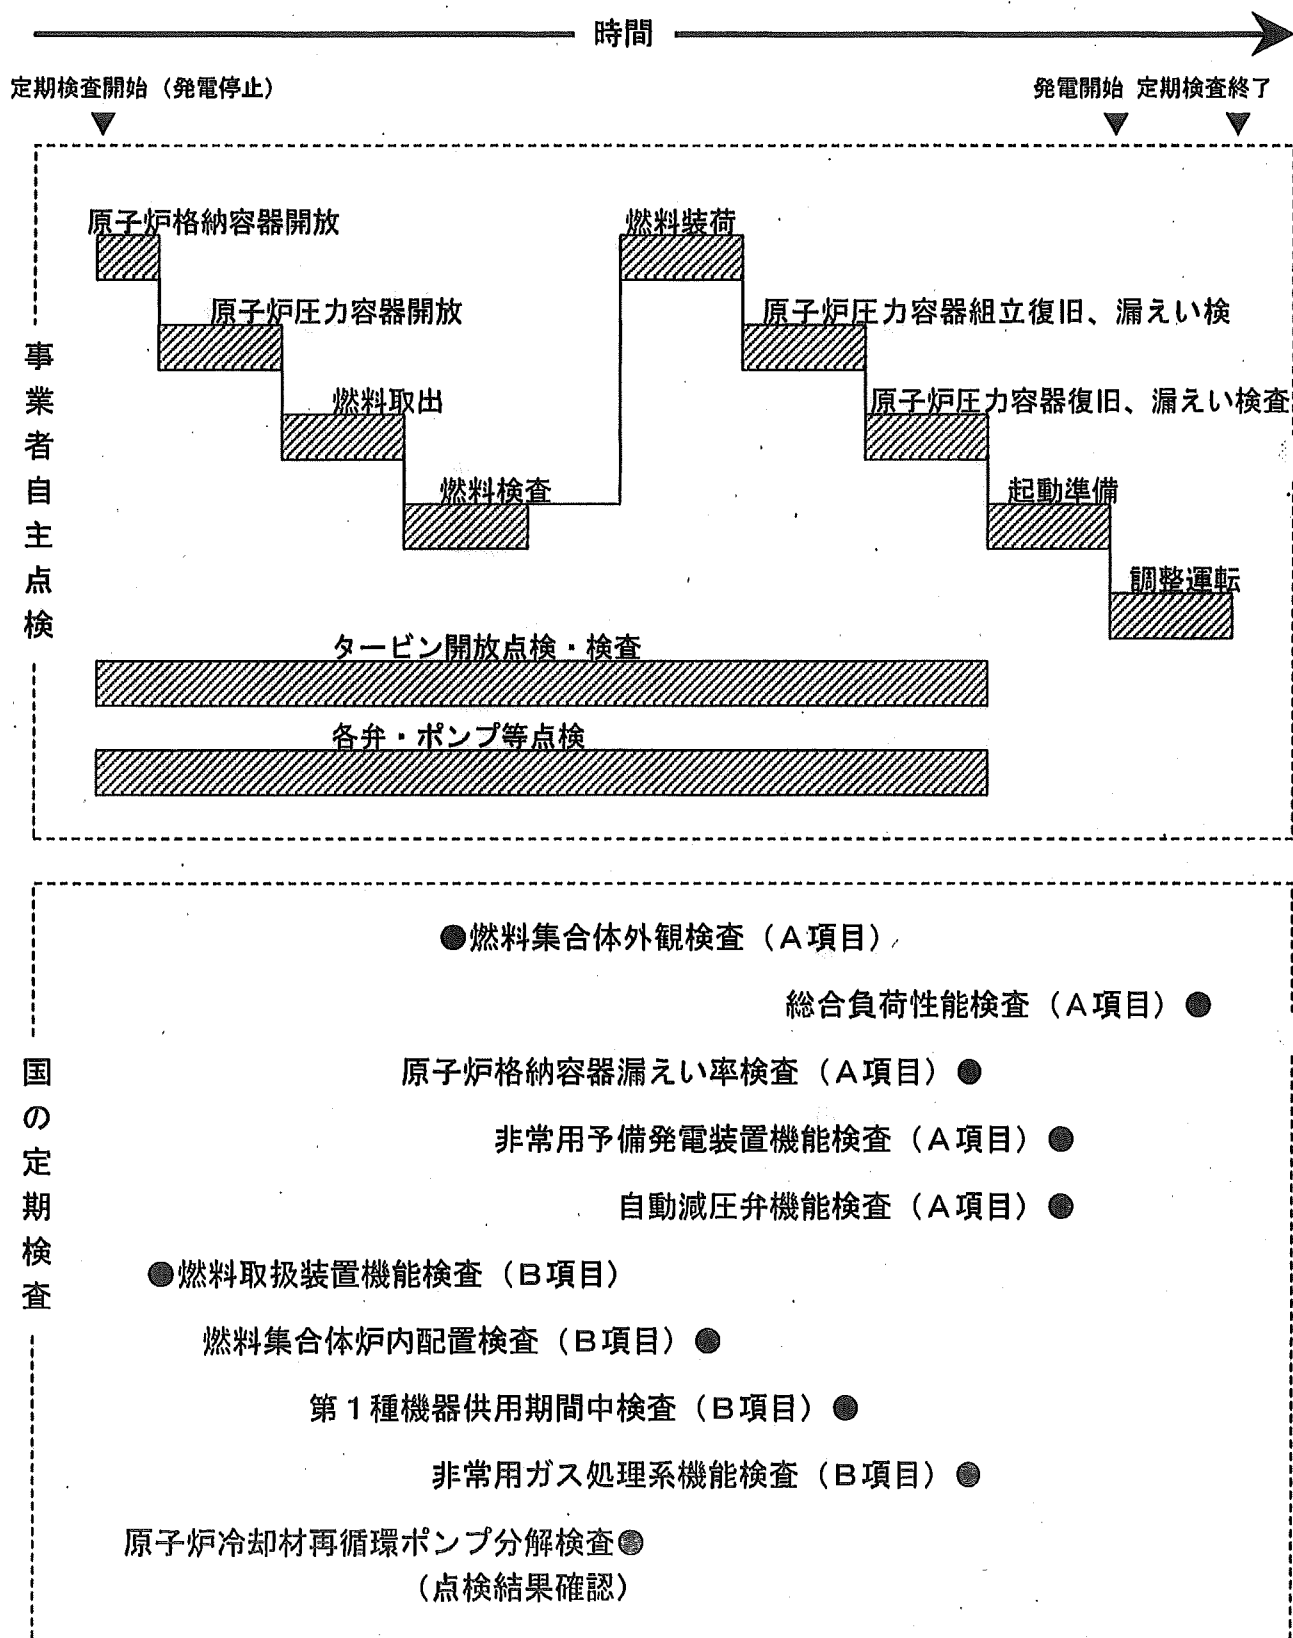 時間
定期検査開始（発電停止）
発電開始 定期検査終了
事業者自主点検
原子炉格納容器開放
燃料装荷
原子炉圧力容器開放
原子炉圧力容器組立復旧、漏えい検
燃料取出
原子炉圧力容器復旧、漏えい検査
燃料検査
起動準備
調整運転
タービン開放点検・検査
各弁・ポンプ等点検
国の定期検査
●燃料集合体外観検査（A項目）
総合負荷性能検査（A項目）●
原子炉格納容器漏えい率検査（A項目）●
非常用予備発電装置機能検査（A項目）●
自動減圧弁機能検査（A項目）●
●燃料取扱装置機能検査（B項目）
燃料集合体炉内配置検査（B項目）●
第１種機器供用期間中検査（B項目）●
非常用ガス処理系機能検査（B項目）●
原子炉冷却材再循環ポンプ分解検査●
（点検結果確認）